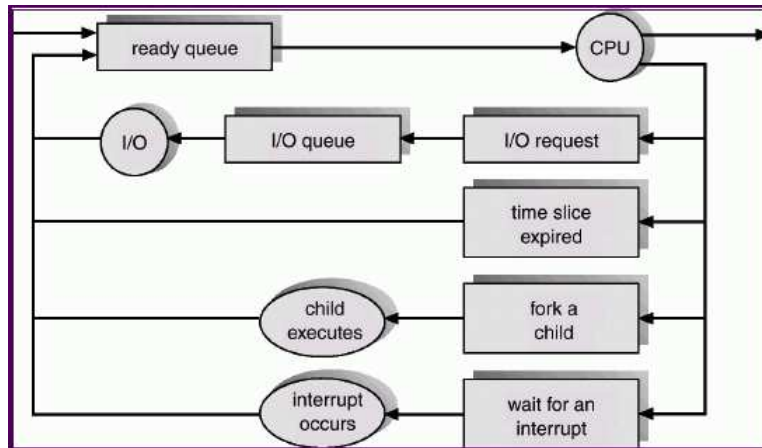 ready queue
CPU
I/O
I/O queue
I/O request
time slice
expired
child
executes
fork a
child
interrupt
occurs
wait for an
interrupt